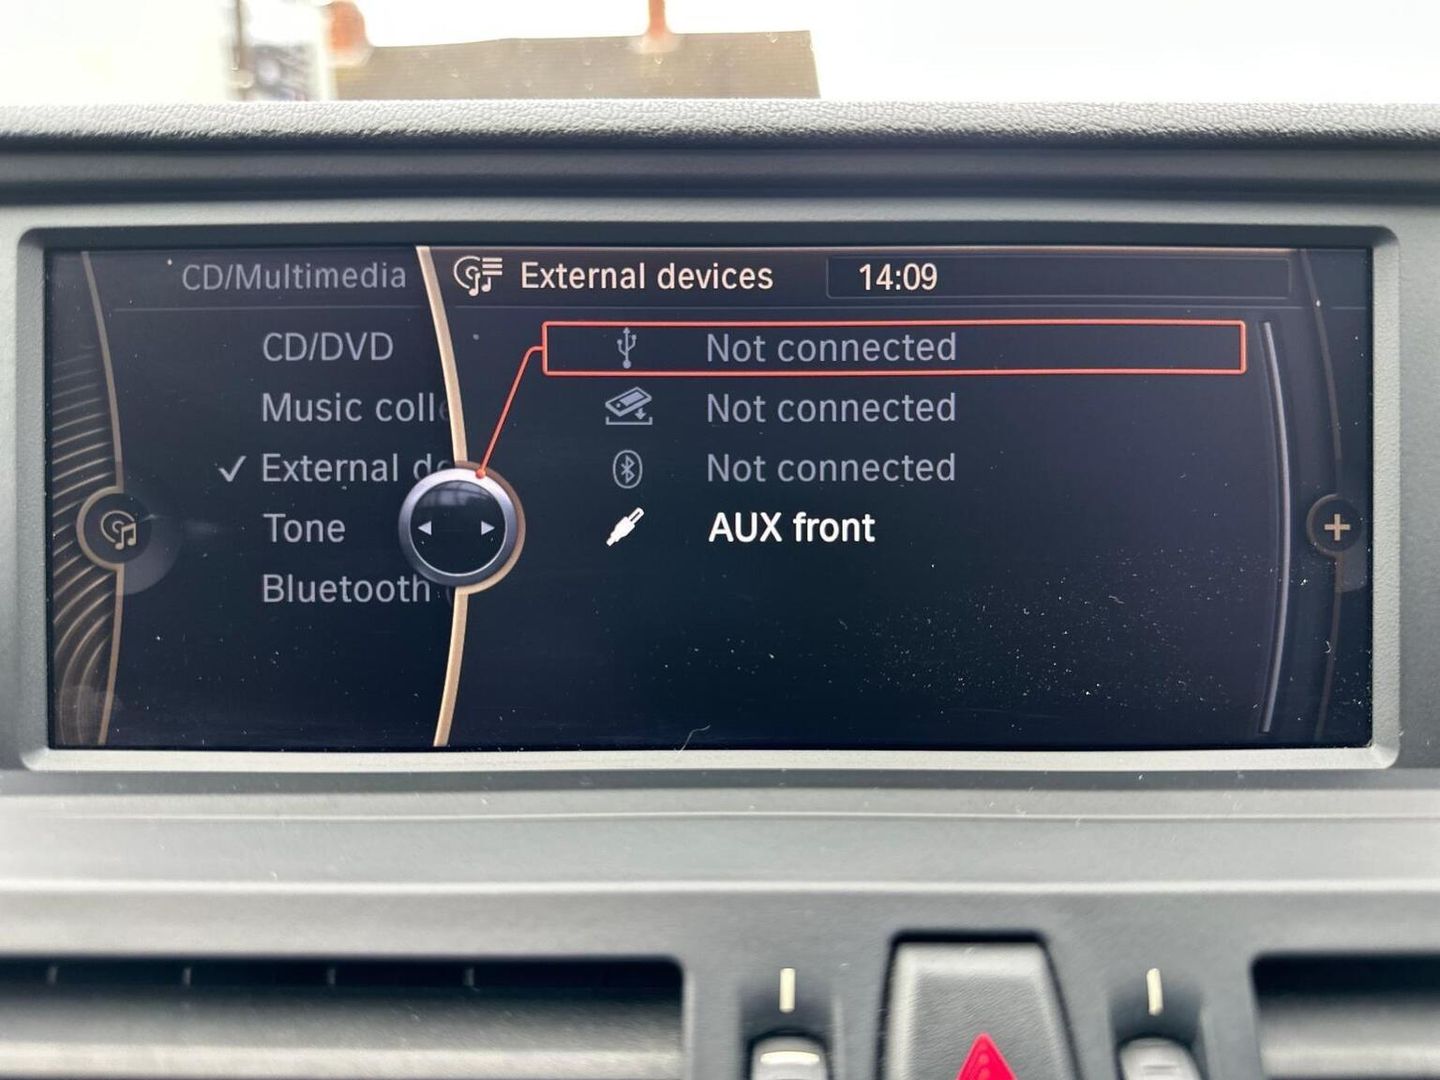 CD/Multimedia
External devices
14:09
CD/DVD
Music coll
External de
Tone
Bluetooth
Not connected
Not connected
Not connected
AUX front